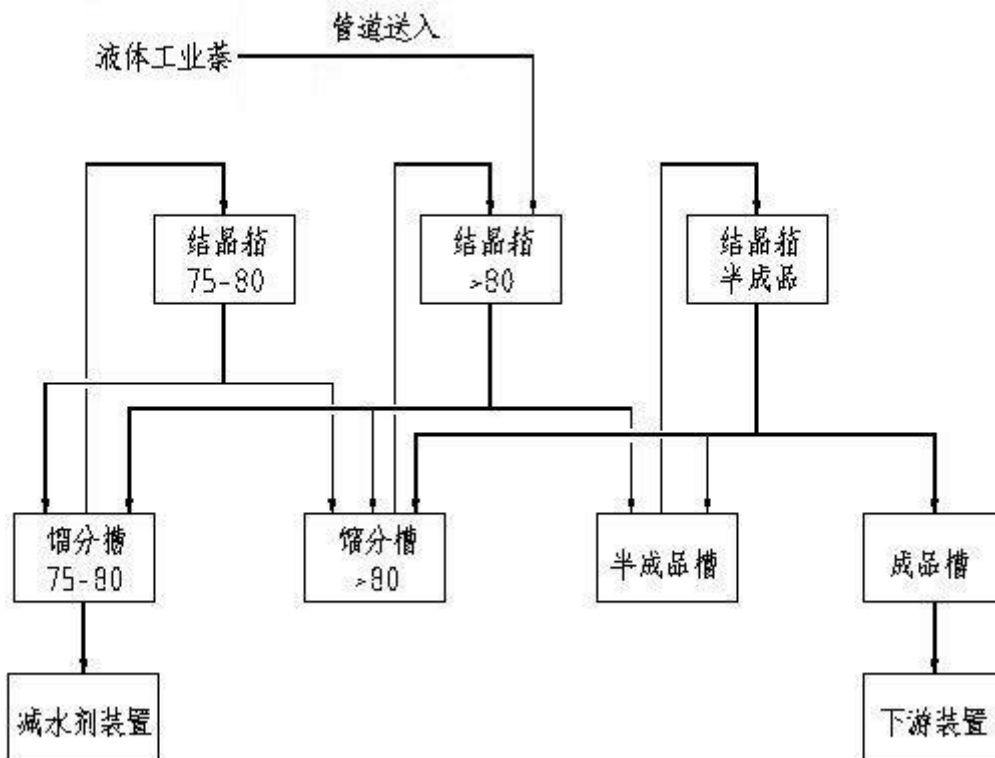 管道送入
液体工业萘
结晶箱
75-80
结晶箱
>80
结晶箱
半成品
馏分槽
75-80
馏分槽
>80
半成品槽
成品槽
减水剂装置
下游装置